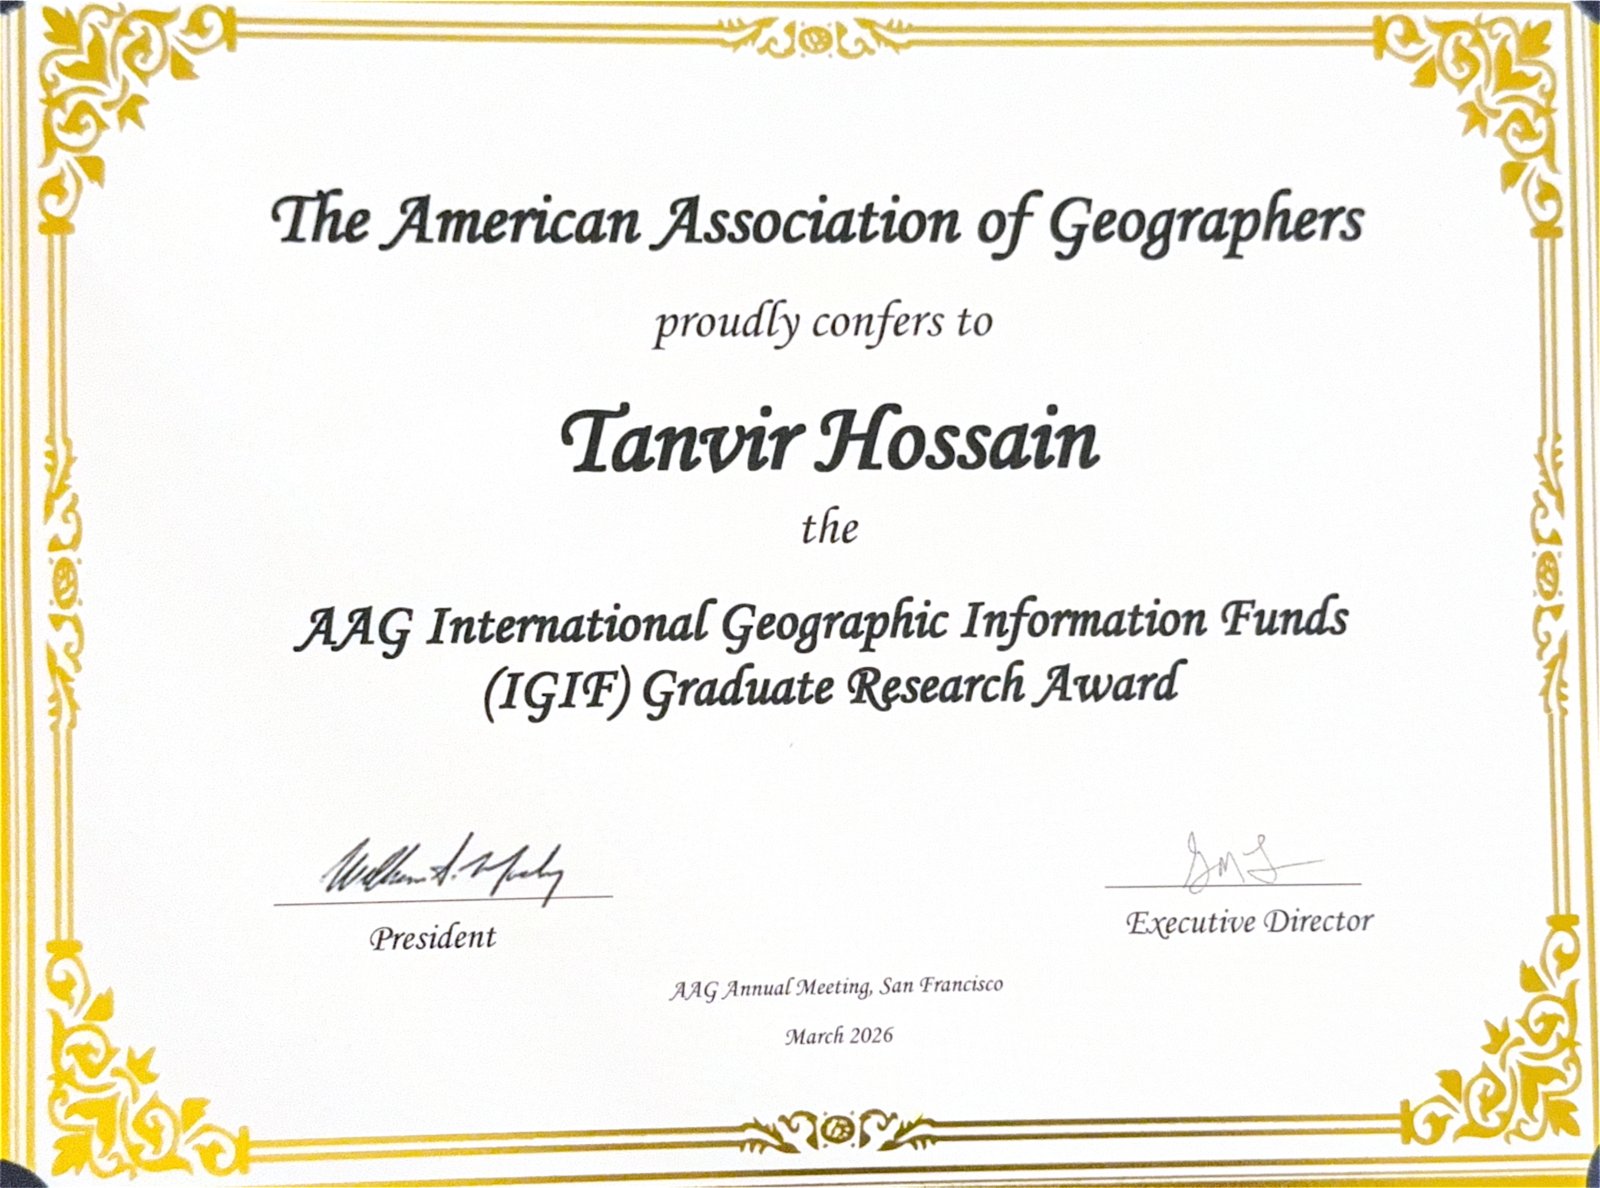 The American Association of Geographers
proudly confers to
Tanvir Hossain
the
AAG International Geographic Information Funds
(IGIF) Graduate Research Award
President
Executive Director
AAG Annual Meeting, San Francisco
March 2026